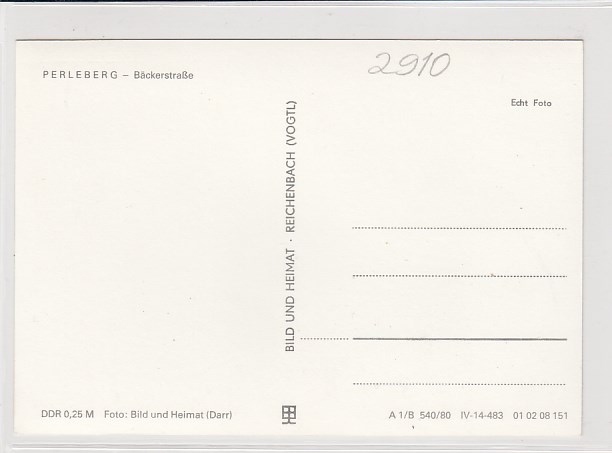 PERLEBERG – Bäckerstraße
2910
Echt Foto
BILD UND HEIMAT · REICHENBACH (VOGTL)
DDR 0,25 M Foto: Bild und Heimat (Darr)
A 1/B 540/80 IV-14-483 01 02 08 151